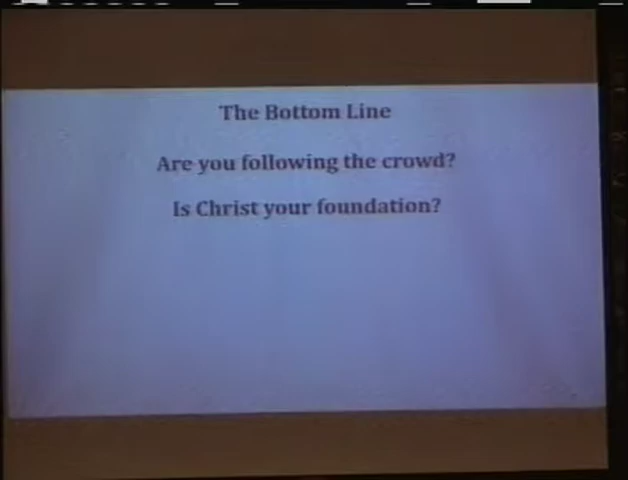 The Bottom Line
Are you following the crowd?
Is Christ your foundation?